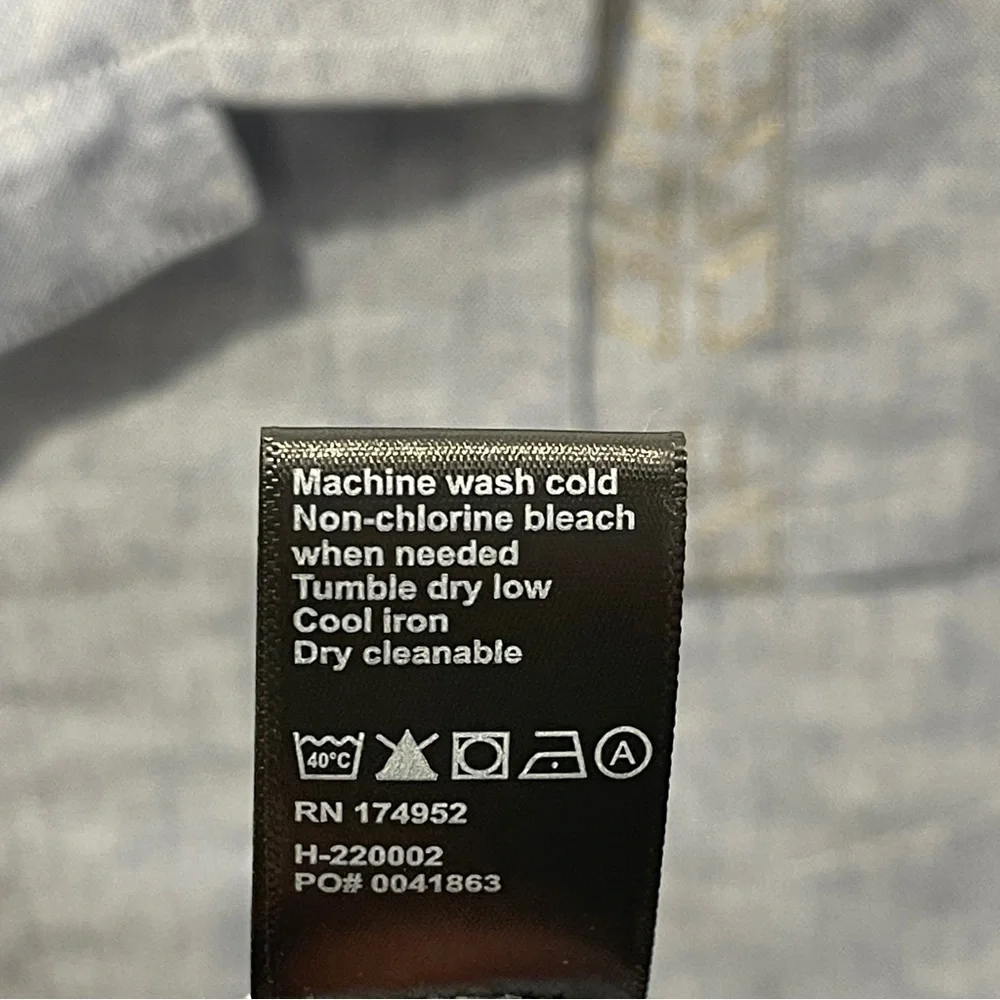 Machine wash cold
Non-chlorine bleach
when needed
Tumble dry low
Cool iron
Dry cleanable
40°C A
RN 174952
H-220002
PO# 0041863